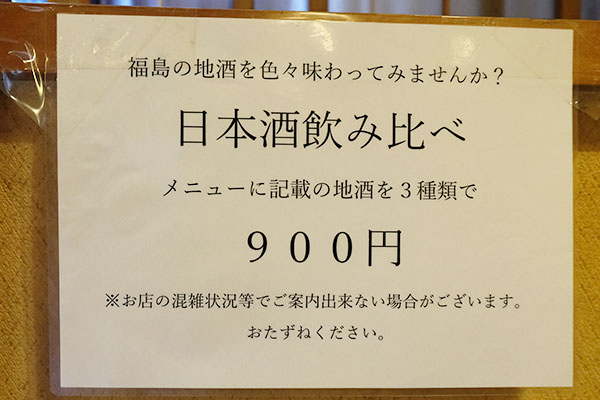 福島の地酒を色々味わってみませんか？
日本酒飲み比べ
メニューに記載の地酒を３種類で
９００円
※お店の混雑状況等でご案内出来ない場合がございます。
おたずねください。